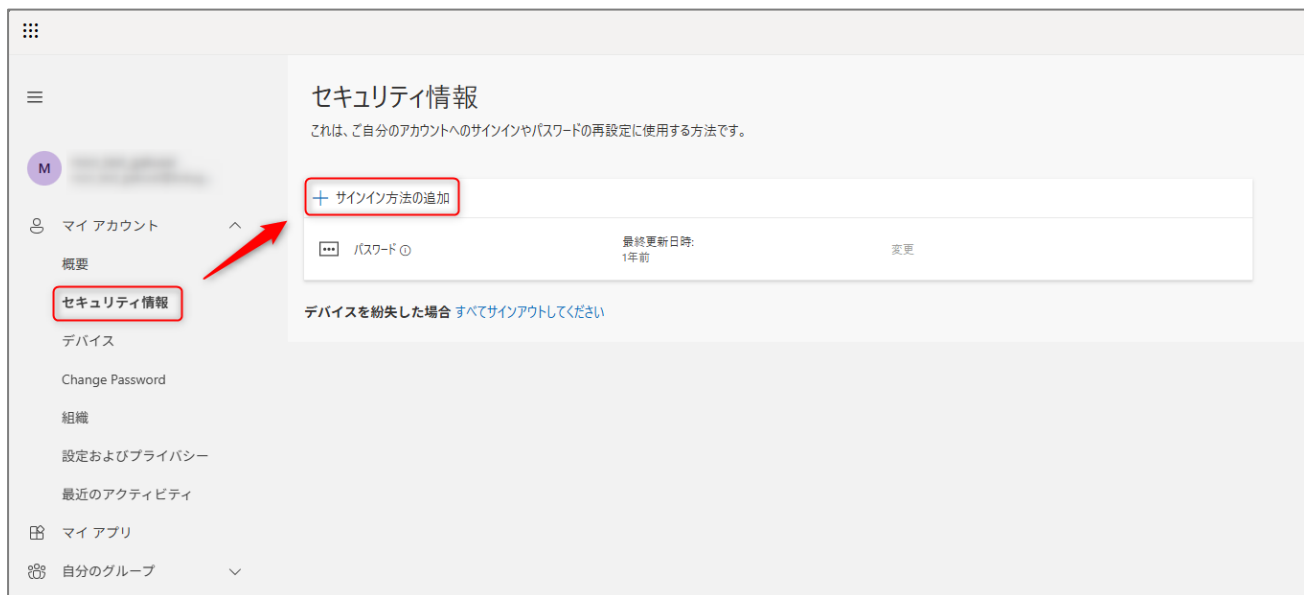 セキュリティ情報
これは、ご自分のアカウントへのサインインやパスワードの再設定に使用する方法です。
M
サインイン方法の追加
マイ アカウント
パスワード
最終更新日時:
1年前
変更
概要
セキュリティ情報
デバイスを紛失した場合 すべてサインアウトしてください
デバイス
Change Password
組織
設定およびプライバシー
最近のアクティビティ
マイ アプリ
自分のグループ